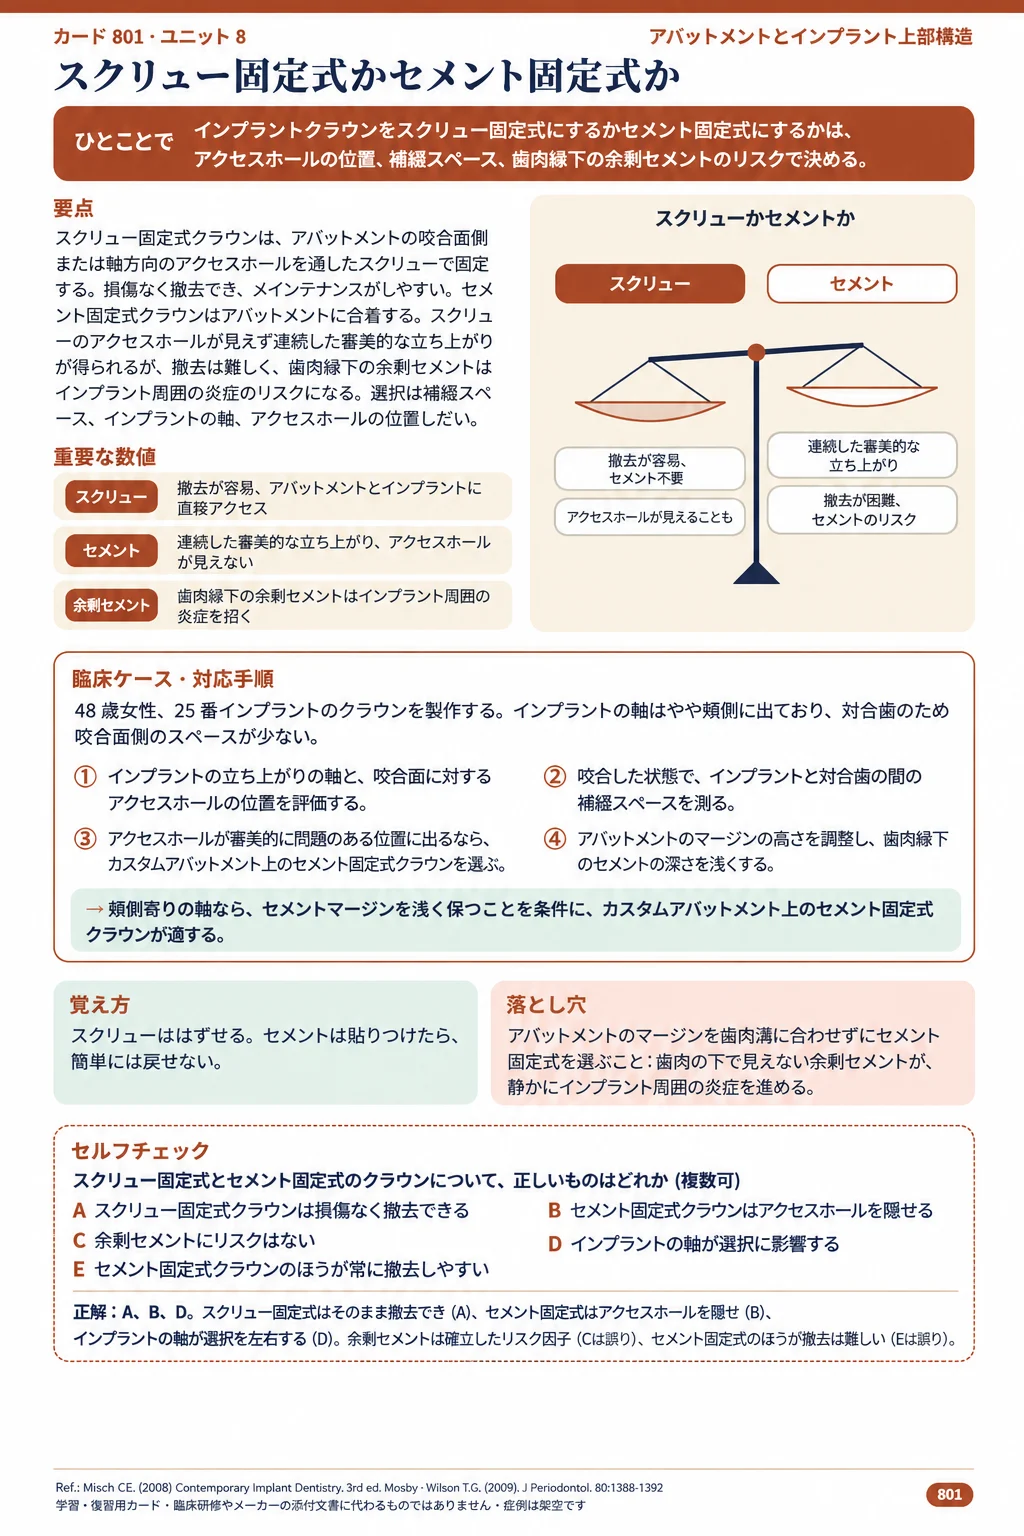 カード 801・ユニット 8
アバットメントとインプラント上部構造
スクリュー固定式かセメント固定式か
ひとことで
インプラントクラウンをスクリュー固定式にするかセメント固定式にするかは、
アクセスホールの位置、補綴スペース、歯肉縁下の余剰セメントのリスクで決める。
要点
スクリュー固定式クラウンは、アバットメントの咬合面側
または軸方向のアクセスホールを通したスクリューで固定
する。損傷なく撤去でき、メインテナンスがしやすい。セメ
ント固定式クラウンはアバットメントに合着する。スクリュ
ーのアクセスホールが見えず連続した審美的な立ち上がり
が得られるが、撤去は難しく、歯肉縁下の余剰セメントは
インプラント周囲の炎症のリスクになる。選択は補綴スペ
ース、インプラントの軸、アクセスホールの位置しだい。
重要な数値
スクリュー
撤去が容易、アバットメントとインプラントに
直接アクセス
セメント
連続した審美的な立ち上がり、アクセスホール
が見えない
余剰セメント
歯肉縁下の余剰セメントはインプラント周囲の
炎症を招く
スクリューかセメントか
スクリュー
セメント
撤去が容易、
セメント不要
アクセスホールが見えることも
連続した審美的な
立ち上がり
撤去が困難、
セメントのリスク
臨床ケース・対応手順
48 歳女性、25 番インプラントのクラウンを製作する。インプラントの軸はやや頬側に出ており、対合歯のため
咬合面側のスペースが少ない。
① インプラントの立ち上がりの軸と、咬合面に対する
アクセスホールの位置を評価する。
② 咬合した状態で、インプラントと対合歯の間の
補綴スペースを測る。
③ アクセスホールが審美的に問題のある位置に出るなら、
カスタムアバットメント上のセメント固定式クラウンを選ぶ。
④ アバットメントのマージンの高さを調整し、歯肉縁下
のセメントの深さを浅くする。
→ 頬側寄りの軸なら、セメントマージンを浅く保つことを条件に、カスタムアバットメント上のセメント固定式
クラウンが適する。
覚え方
スクリューははずせる。セメントは貼りつけたら、
簡単には戻せない。
落とし穴
アバットメントのマージンを歯肉溝に合わせずにセメント
固定式を選ぶこと：歯肉の下で見えない余剰セメントが、
静かにインプラント周囲の炎症を進める。
セルフチェック
スクリュー固定式とセメント固定式のクラウンについて、正しいものはどれか (複数可)
A スクリュー固定式クラウンは損傷なく撤去できる
B セメント固定式クラウンはアクセスホールを隠せる
C 余剰セメントにリスクはない
D インプラントの軸が選択に影響する
E セメント固定式クラウンのほうが常に撤去しやすい
正解：A、B、D。スクリュー固定式はそのまま撤去でき (A)、セメント固定式はアクセスホールを隠せ (B)、
インプラントの軸が選択を左右する (D)。余剰セメントは確立したリスク因子 (Cは誤り)、セメント固定式のほうが撤去は難しい (Eは誤り)。
Ref.: Misch CE. (2008) Contemporary Implant Dentistry. 3rd ed. Mosby · Wilson T.G. (2009). J Periodontol. 80:1388-1392
学習・復習用カード・臨床研修やメーカーの添付文書に代わるものではありません・症例は架空です
801